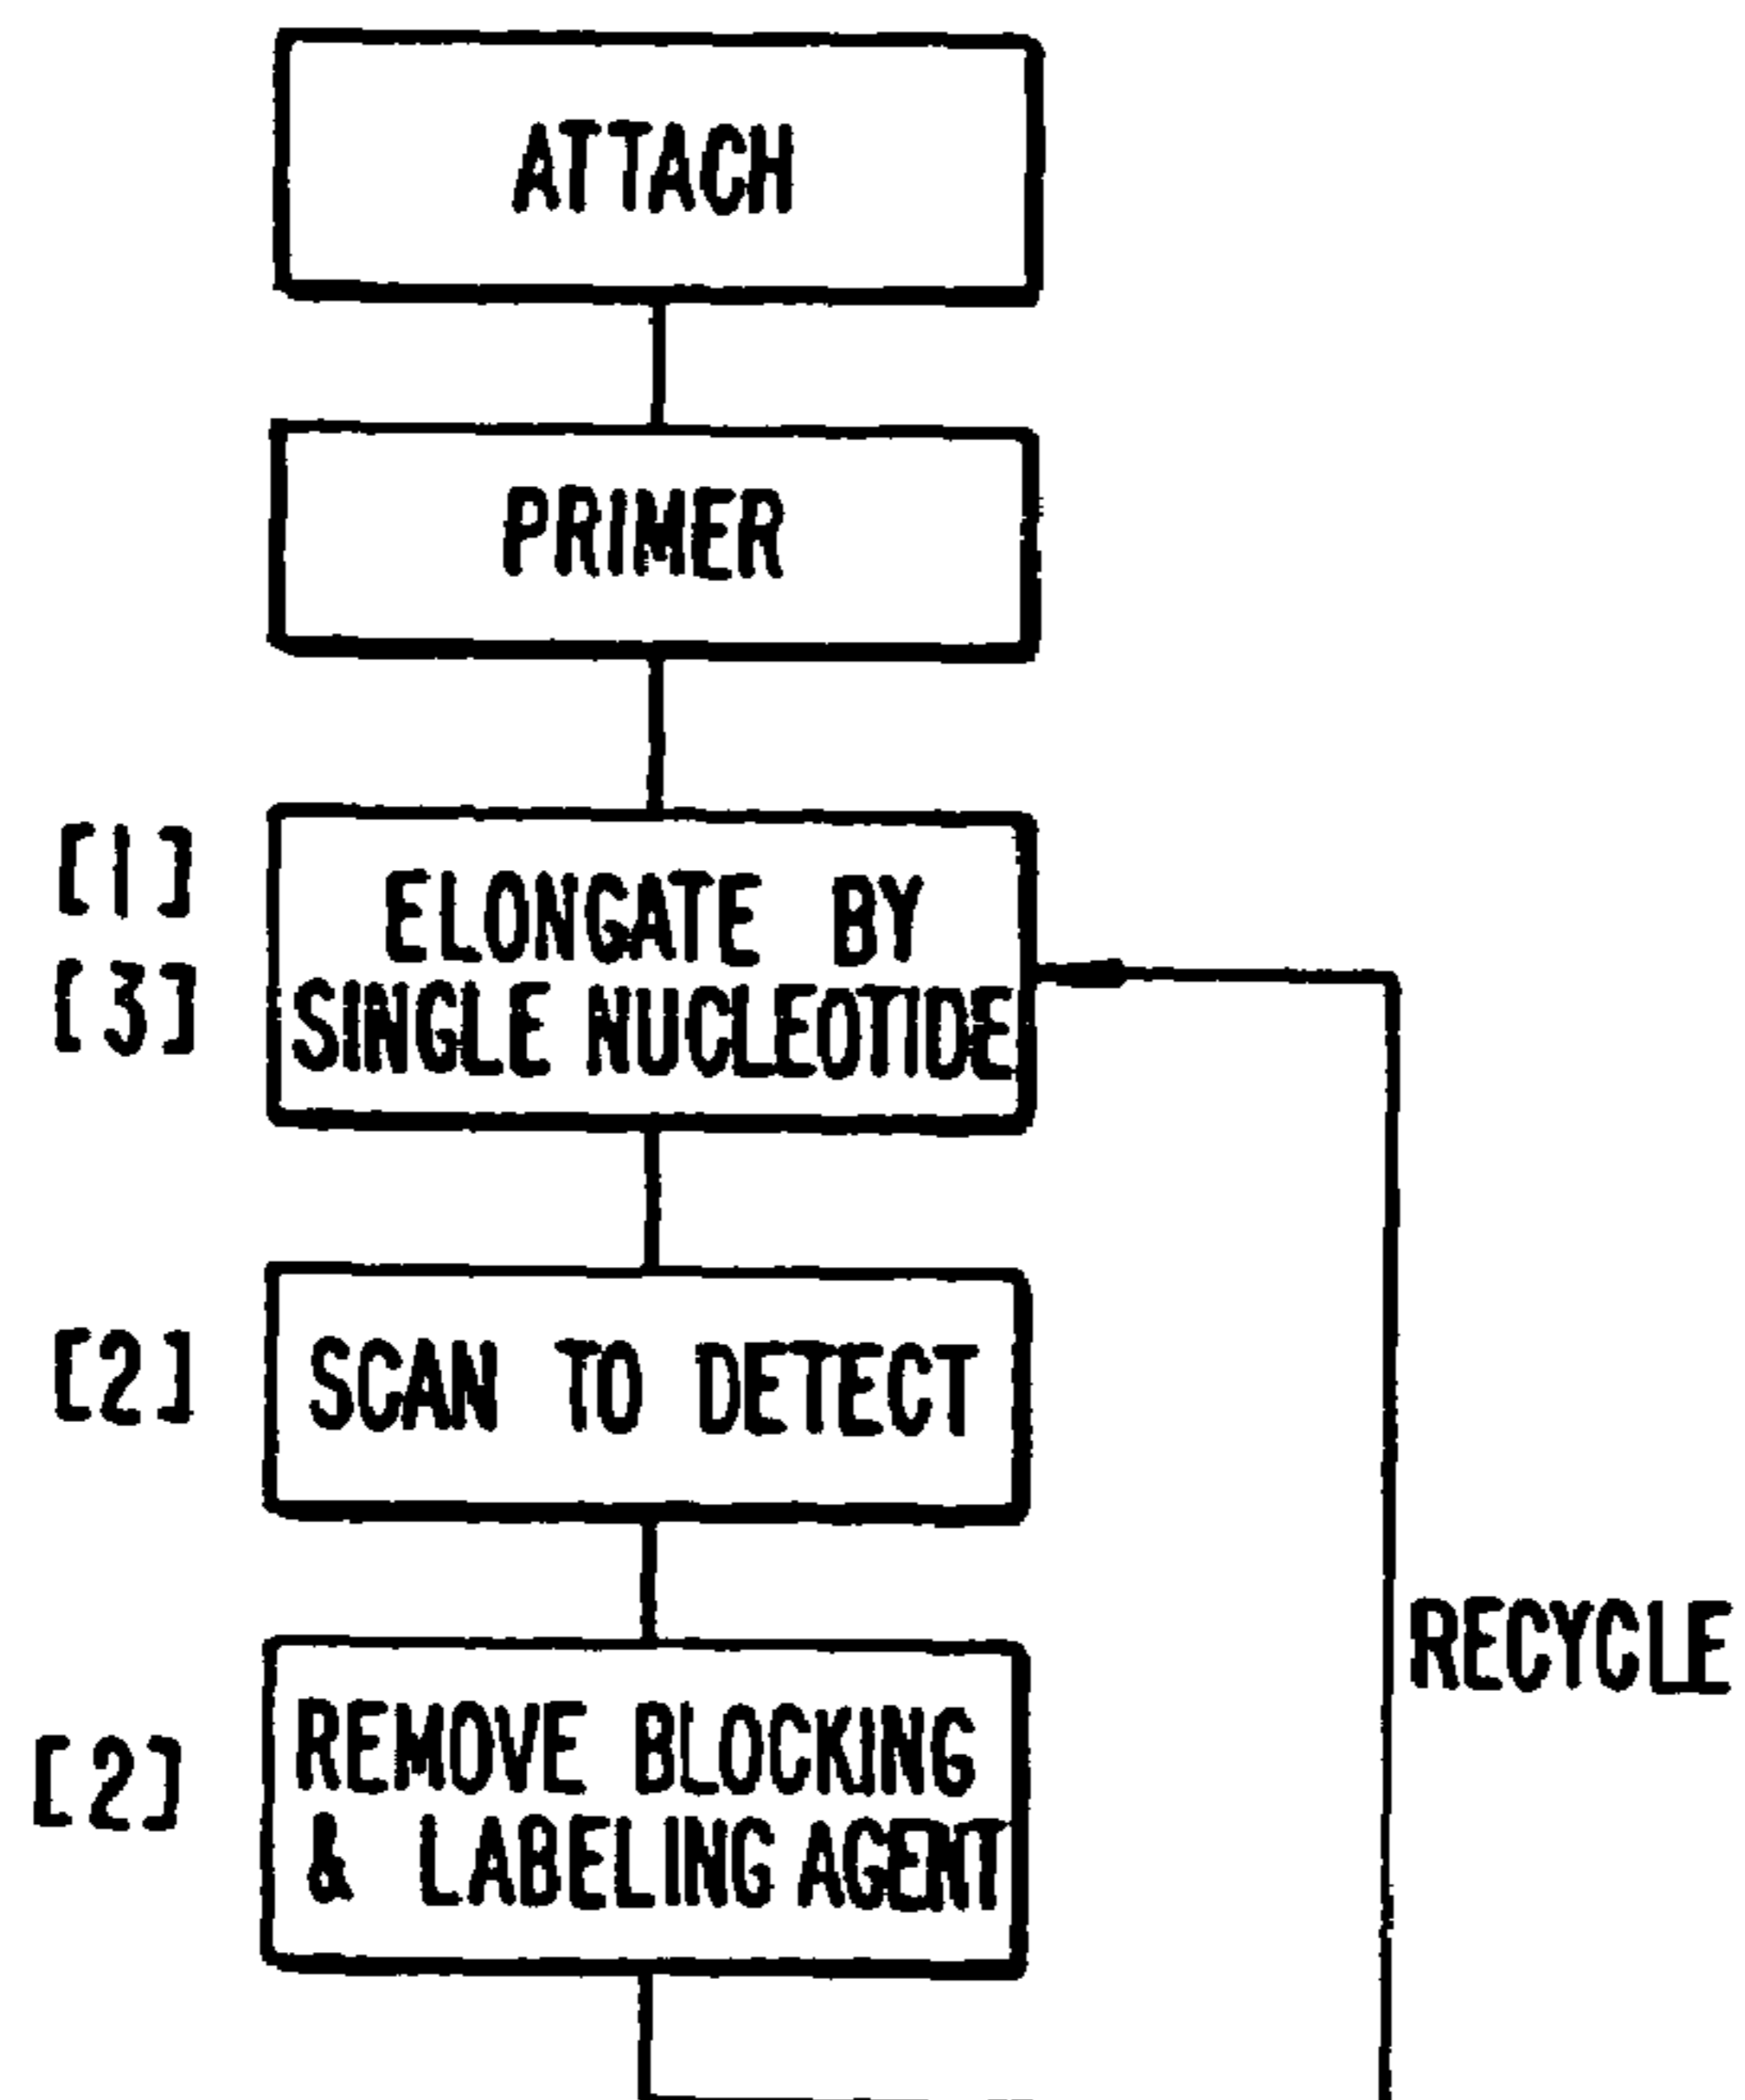 ATTACH
PRIMER
[1]
[3]
ELONGATE BY
SINGLE NUCLEOTIDE
[2]
SCAN TO DETECT
RECYCLE
[2]
REMOVE BLOCKING
& LABELING AGENT